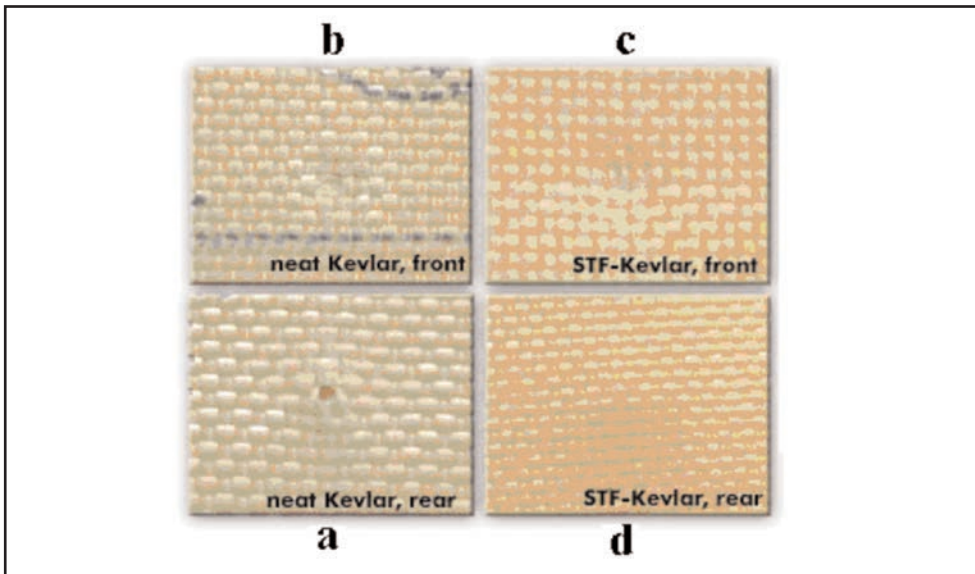 b
c
neat Kevlar, front
STF-Kevlar, front
neat Kevlar, rear
STF-Kevlar, rear
a
d